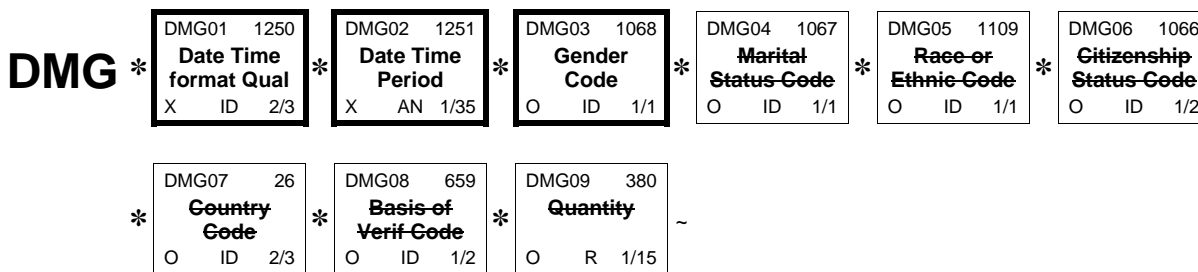 DMG01 1250 DMG02 1251 DMG03 1068 DMG04 1067 DMG05 1109 DMG06 1066
DMG * Date Time format Qual * Date Time Period * Gender Code * Marital Status Code * Race or Ethnic Code * Citizenship Status Code
X ID 2/3 X AN 1/35 O ID 1/1 O ID 1/1 O ID 1/1 O ID 1/2
DMG07 26 DMG08 659 DMG09 380
* Country Code * Basis of Verif Code * Quantity ~
O ID 2/3 O ID 1/2 O R 1/15